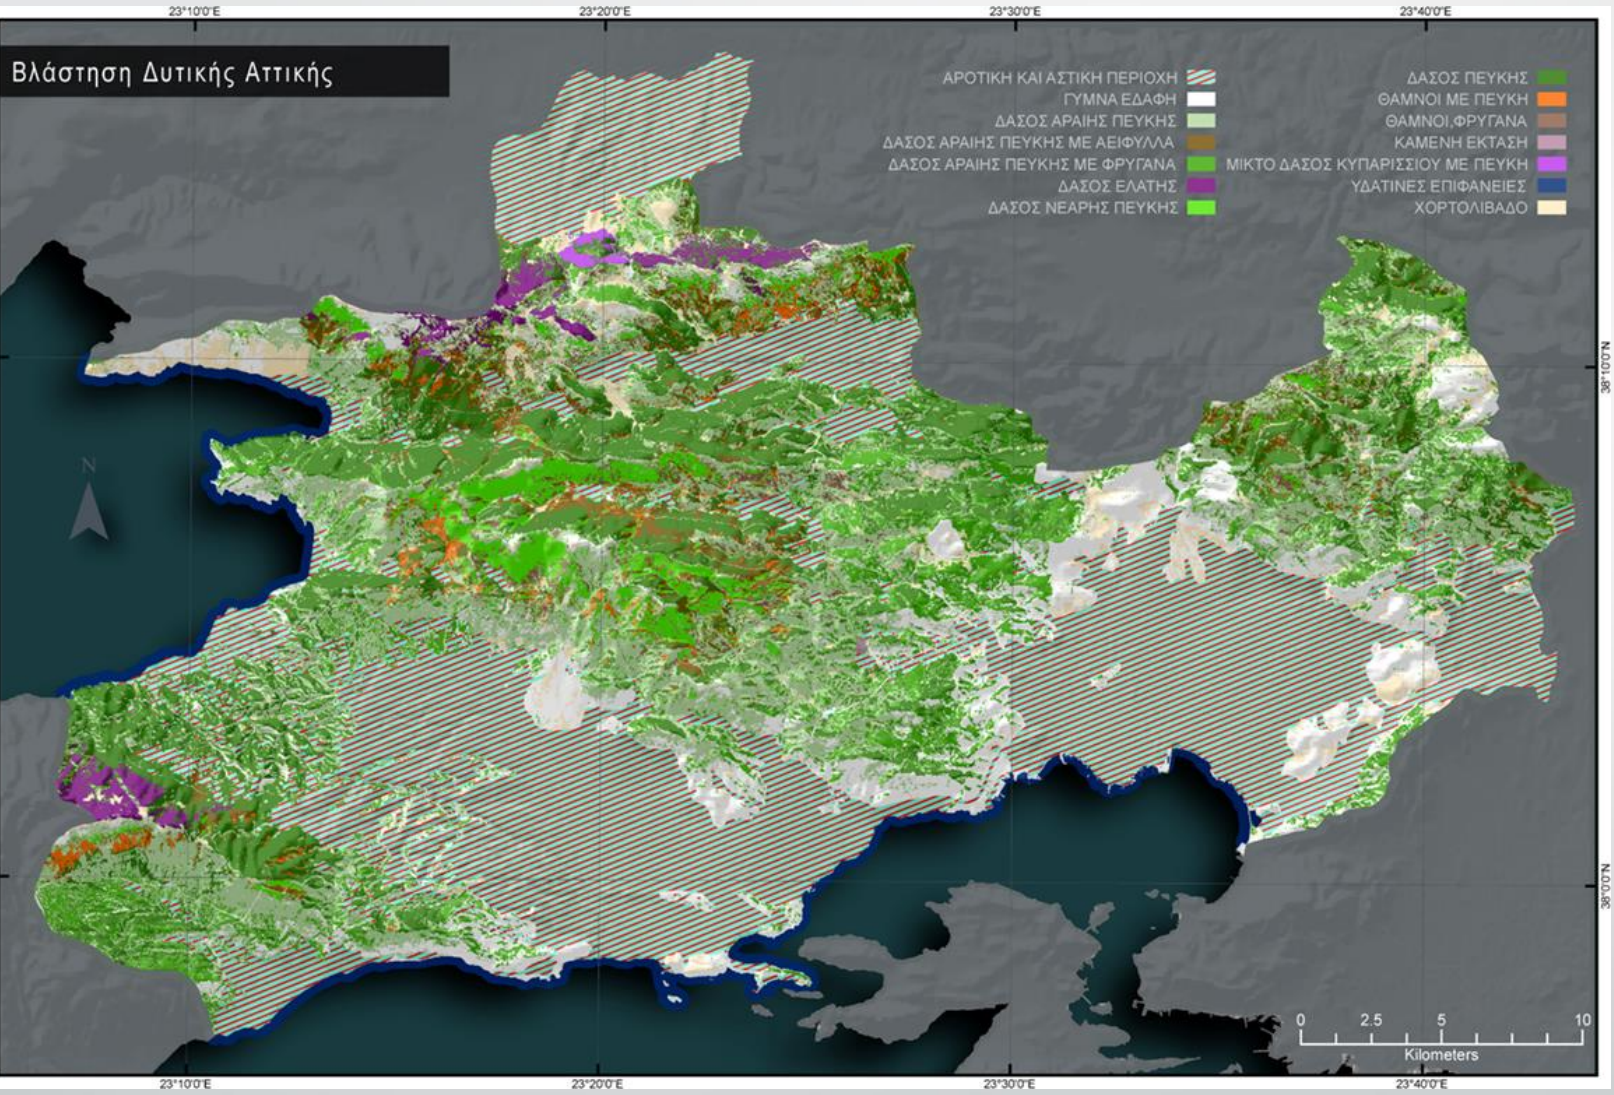 23°10'0"E 23°20'0"E 23°30'0"E 23°40'0"E
Βλάστηση Δυτικής Αττικής
ΑΡΟΤΙΚΗ ΚΑΙ ΑΣΤΙΚΗ ΠΕΡΙΟΧΗ
ΓΥΜΝΑ ΕΔΑΦΗ
ΔΑΣΟΣ ΑΡΑΙΗΣ ΠΕΥΚΗΣ
ΔΑΣΟΣ ΑΡΑΙΗΣ ΠΕΥΚΗΣ ΜΕ ΑΕΙΦΥΛΛΑ
ΔΑΣΟΣ ΑΡΑΙΗΣ ΠΕΥΚΗΣ ΜΕ ΦΡΥΓΑΝΑ
ΔΑΣΟΣ ΕΛΑΤΗΣ
ΔΑΣΟΣ ΝΕΑΡΗΣ ΠΕΥΚΗΣ
ΔΑΣΟΣ ΠΕΥΚΗΣ
ΘΑΜΝΟΙ ΜΕ ΠΕΥΚΗ
ΘΑΜΝΟΙ,ΦΡΥΓΑΝΑ
ΚΑΜΕΝΗ ΕΚΤΑΣΗ
ΜΙΚΤΟ ΔΑΣΟΣ ΚΥΠΑΡΙΣΣΙΟΥ ΜΕ ΠΕΥΚΗ
ΥΔΑΤΙΝΕΣ ΕΠΙΦΑΝΕΙΕΣ
ΧΟΡΤΟΛΙΒΑΔΟ
38°10'0"N
N
38°0'0"N
0 2.5 5 10
Kilometers
23°10'0"E 23°20'0"E 23°30'0"E 23°40'0"E